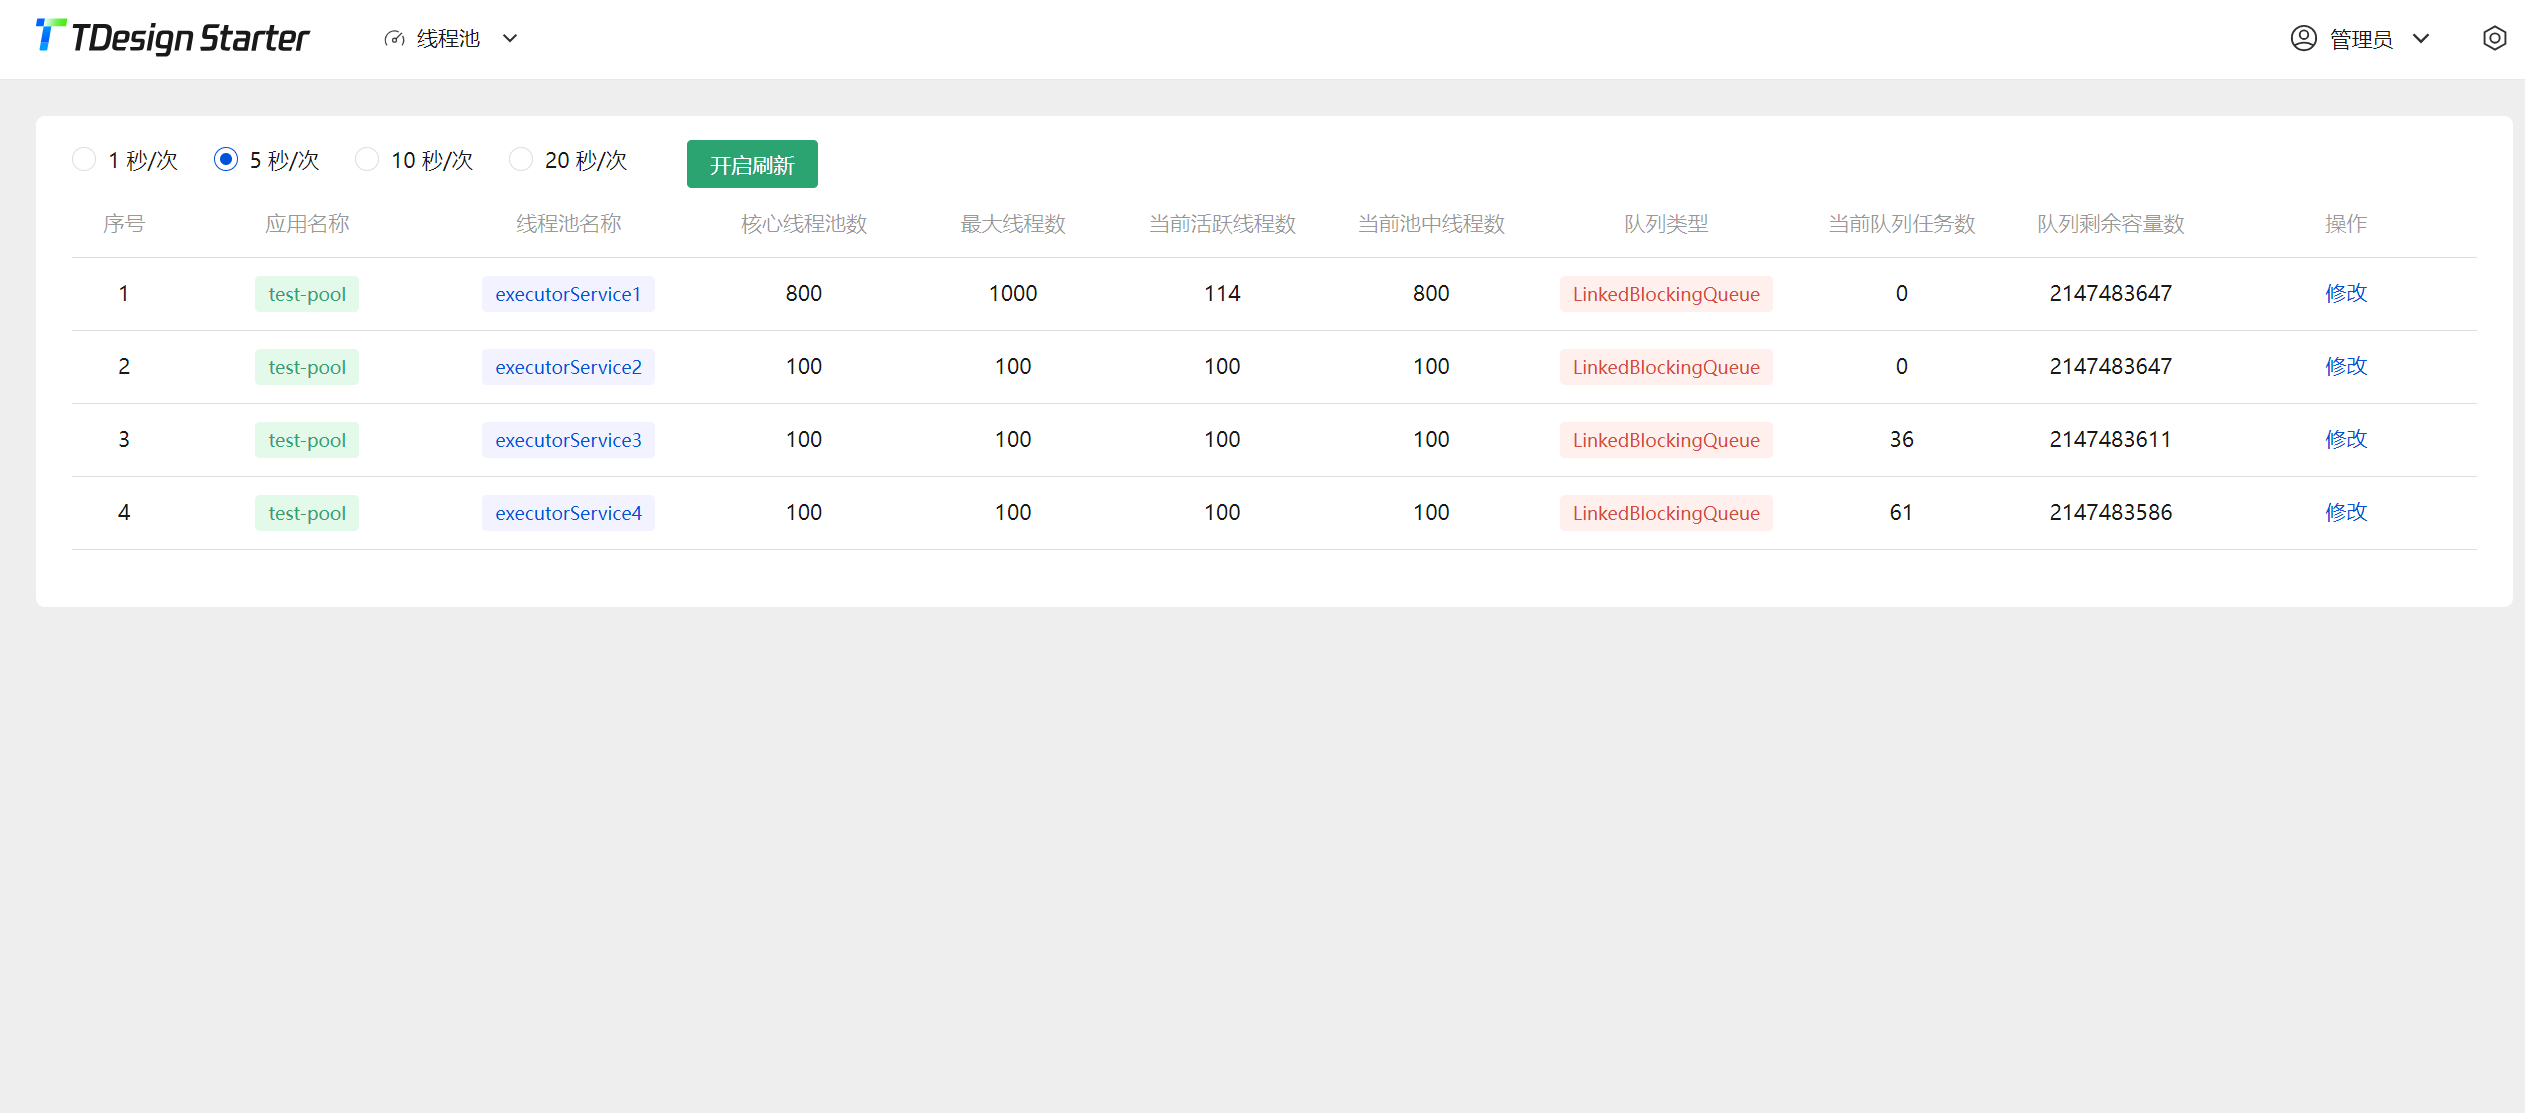 TDesign Starter 线程池 管理员
1 秒/次 5 秒/次 10 秒/次 20 秒/次 开启刷新
序号 应用名称 线程池名称 核心线程池数 最大线程数 当前活跃线程数 当前池中线程数 队列类型 当前队列任务数 队列剩余容量数 操作
1 test-pool executorService1 800 1000 114 800 LinkedBlockingQueue 0 2147483647 修改
2 test-pool executorService2 100 100 100 100 LinkedBlockingQueue 0 2147483647 修改
3 test-pool executorService3 100 100 100 100 LinkedBlockingQueue 36 2147483611 修改
4 test-pool executorService4 100 100 100 100 LinkedBlockingQueue 61 2147483586 修改